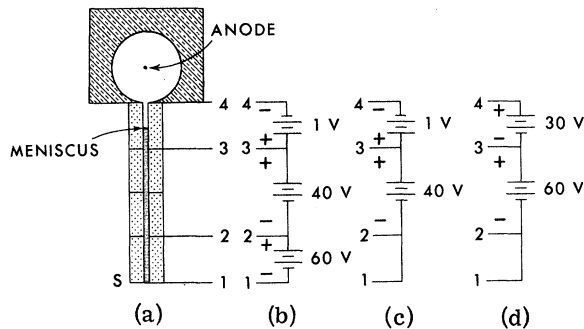 ANODE
4 4 − 4 − 4 +
1 V 1 V 30 V
MENISCUS
3 3 + 3 + 3 −
+ + +
40 V 40 V 60 V
− − −
2 2 2 2
+
60 V
S 1 1 − 1 1
(a) (b) (c) (d)